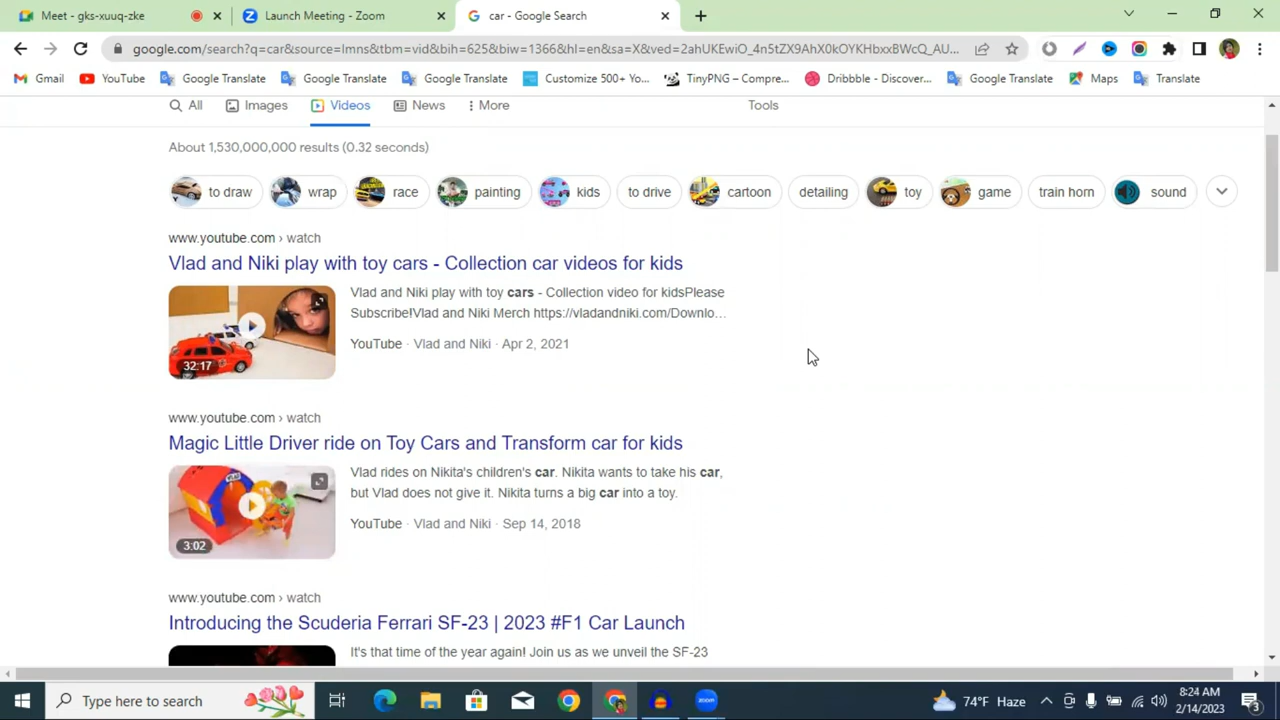 Meet - gks-xuuq-zke
Launch Meeting - Zoom
car - Google Search
google.com/search?q=car&source=lmns&tbm=vid&bih=625&biw=1366&hl=en&sa=X&ved=2ahUKEwiO_4n5tZX9AhX0kOYKHbxxBWcQ_AU...
Gmail YouTube Google Translate Google Translate Google Translate Customize 500+ Yo... TinyPNG – Compre... Dribbble - Discover... Google Translate Maps Translate
All Images Videos News More Tools
About 1,530,000,000 results (0.32 seconds)
to draw wrap race painting kids to drive cartoon detailing toy game train horn sound
www.youtube.com › watch
Vlad and Niki play with toy cars - Collection car videos for kids
Vlad and Niki play with toy cars - Collection video for kidsPlease
Subscribe!Vlad and Niki Merch https://vladandniki.com/Downlo...
32:17
YouTube · Vlad and Niki · Apr 2, 2021
www.youtube.com › watch
Magic Little Driver ride on Toy Cars and Transform car for kids
Vlad rides on Nikita's children's car. Nikita wants to take his car,
but Vlad does not give it. Nikita turns a big car into a toy.
YouTube · Vlad and Niki · Sep 14, 2018
3:02
www.youtube.com › watch
Introducing the Scuderia Ferrari SF-23 | 2023 #F1 Car Launch
It's that time of the year again! Join us as we unveil the SF-23
Type here to search
zoom
74°F Haze
8:24 AM
2/14/2023
3